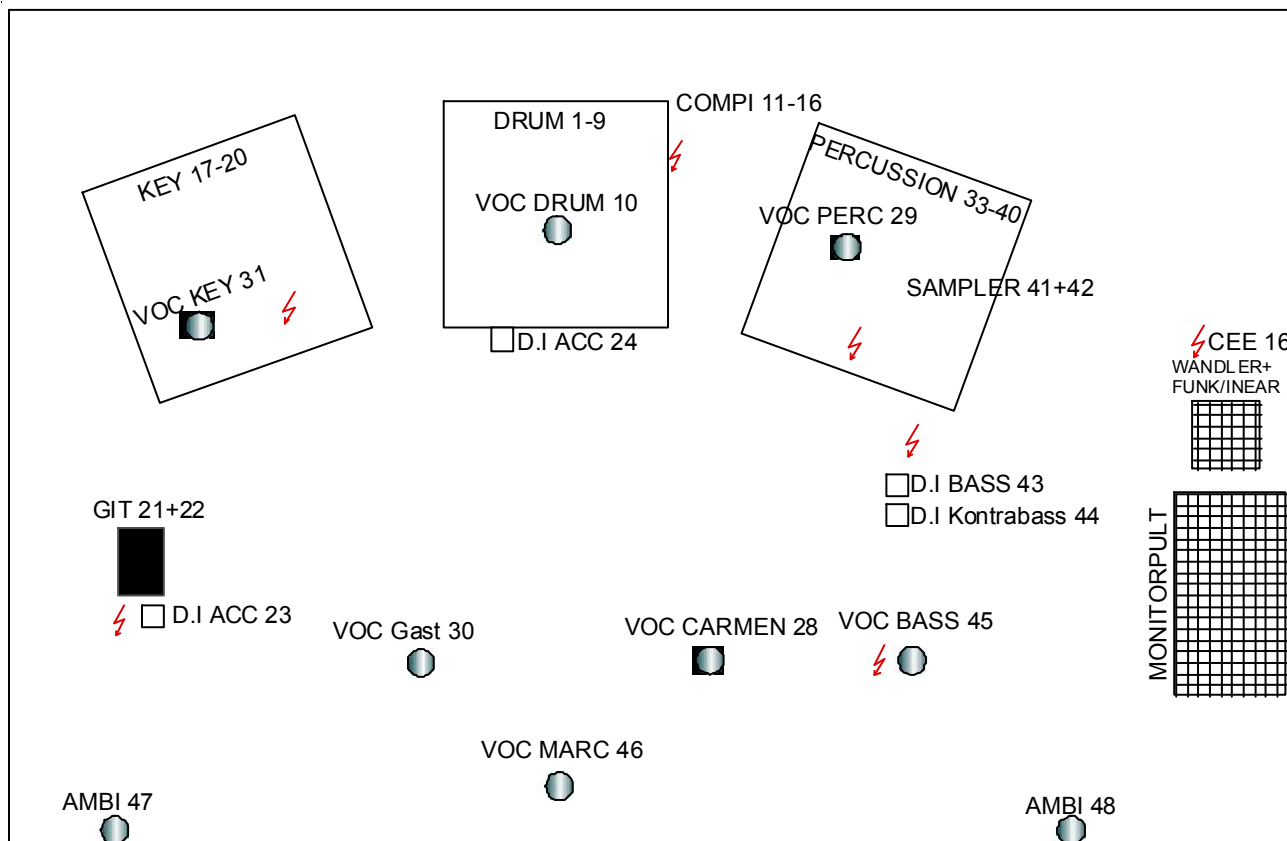 COMPI 11-16
DRUM 1-9
KEY 17-20
PERCUSSION 33-40
VOC DRUM 10
VOC PERC 29
VOC KEY 31
SAMPLER 41+42
D.I ACC 24
CEE 16
WANDLER+
FUNK/INEAR
D.I BASS 43
GIT 21+22
D.I Kontrabass 44
MONITORPULT
D.I ACC 23
VOC Gast 30
VOC CARMEN 28
VOC BASS 45
VOC MARC 46
AMBI 47
AMBI 48